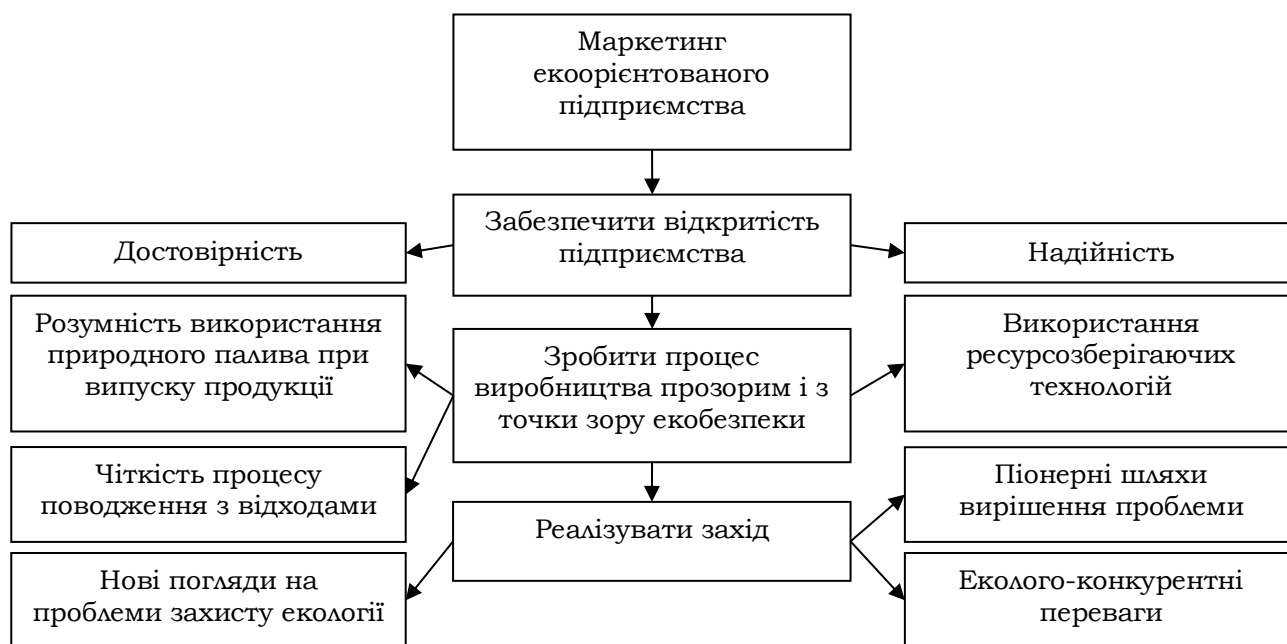 Маркетинг
екоорієнтованого
підприємства
Забезпечити відкритість
підприємства
Достовірність
Надійність
Розумність використання
природного палива при
випуску продукції
Зробити процес
виробництва прозорим і з
точки зору екобезпеки
Використання
ресурсозберігаючих
технологій
Чіткість процесу
поводження з відходами
Реалізувати захід
Піонерні шляхи
вирішення проблеми
Нові погляди на
проблеми захисту екології
Еколого-конкурентні
переваги